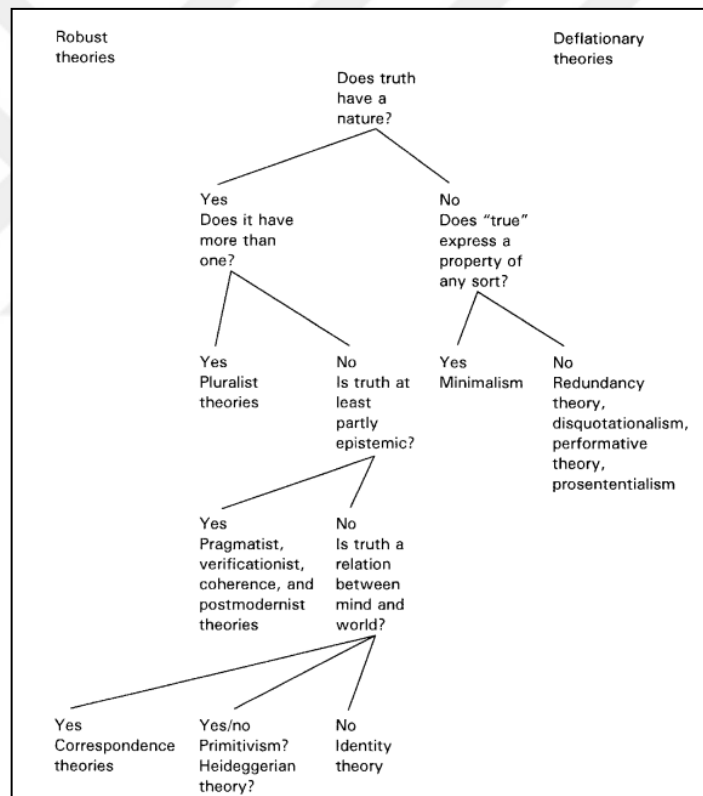 Robust
theories
Deflationary
theories
Does truth
have a
nature?
Yes
Does it have
more than
one?
No
Does "true"
express a
property of
any sort?
Yes
Pluralist
theories
No
Is truth at
least
partly
epistemic?
Yes
Minimalism
No
Redundancy
theory,
disquotationalism,
performative
theory,
prosententialism
Yes
Pragmatist,
verificationist,
coherence, and
postmodernist
theories
No
Is truth a
relation
between
mind and
world?
Yes
Correspondence
theories
Yes/no
Primitivism?
Heideggerian
theory?
No
Identity
theory